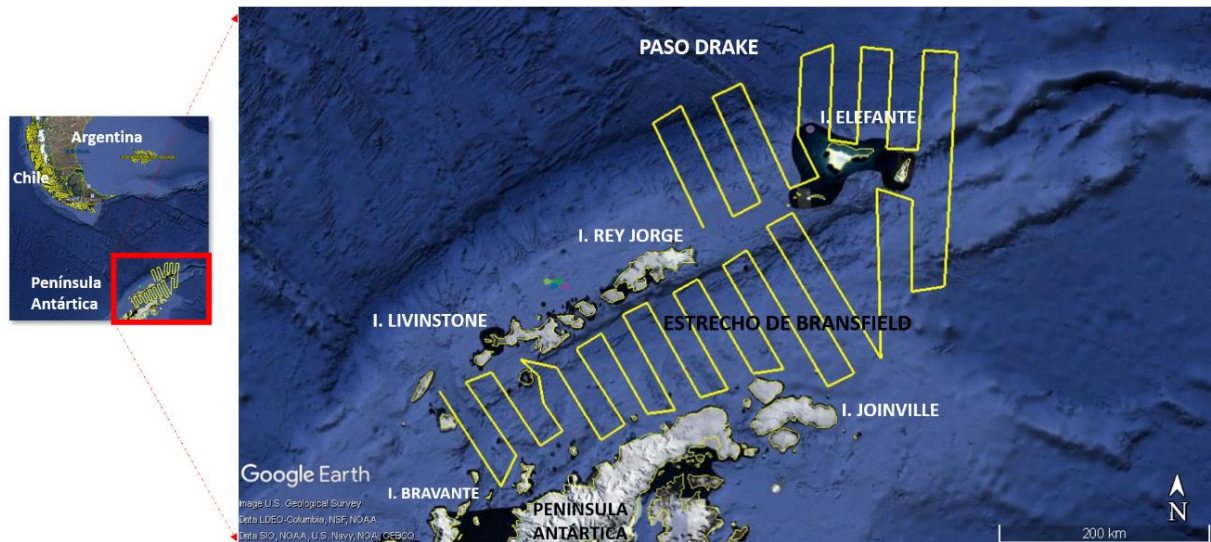 Argentina
Chile
Península
Antártica
PASO DRAKE
I. ELEFANTE
I. REY JORGE
I. LIVINSTONE
ESTRECHO DE BRANSFIELD
I. JOINVILLE
I. BRAVANTE
PENINSULA
ANTÁRTICA
Google Earth
Image U.S. Geological Survey
Data LDEO-Columbia, NSF, NOAA
Data SIO, NOAA, U.S. Navy, NGA, GEBCO
N
200 km